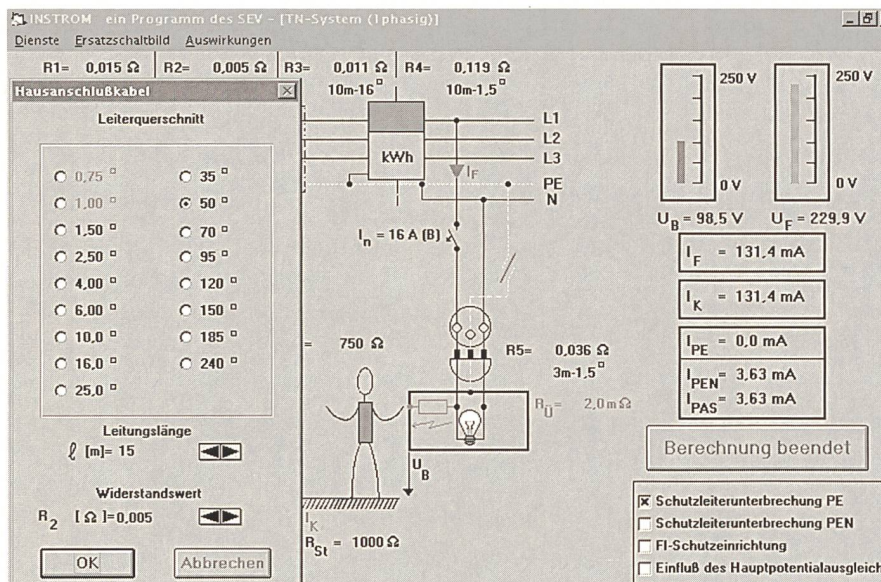 INSTROM ein Programm des SEV - [TN-System (1phasig)]
Dienste Ersatzschaltbild Auswirkungen
R1= 0,015 Ω R2= 0,005 Ω R3= 0,011 Ω R4= 0,119 Ω
10m-16 □ 10m-1,5 □
Hausanschlußkabel
Leiterquerschnitt
0,75 □ 35 □
1,00 □ 50 □
1,50 □ 70 □
2,50 □ 95 □
4,00 □ 120 □
6,00 □ 150 □
10,0 □ 185 □
16,0 □ 240 □
25,0 □
Leitungslänge
ℓ [m]= 15
Widerstandswert
R2 [Ω]=0,005
OK Abbrechen
L1
L2
kWh L3
IF
PE
N
In = 16 A (B)
= 750 Ω
R5= 0,036 Ω
3m-1,5 □
RÜ = 2,0 m Ω
UB
IK
RSt = 1000 Ω
250 V 250 V
0 V 0 V
UB = 98,5 V UF = 229,9 V
IF = 131,4 mA
IK = 131,4 mA
IPE = 0,0 mA
IPEN = 3,63 mA
IPAS = 3,63 mA
Berechnung beendet
Schutzleiterunterbrechung PE
Schutzleiterunterbrechung PEN
FI-Schutzeinrichtung
Einfluß des Hauptpotentialausgleich